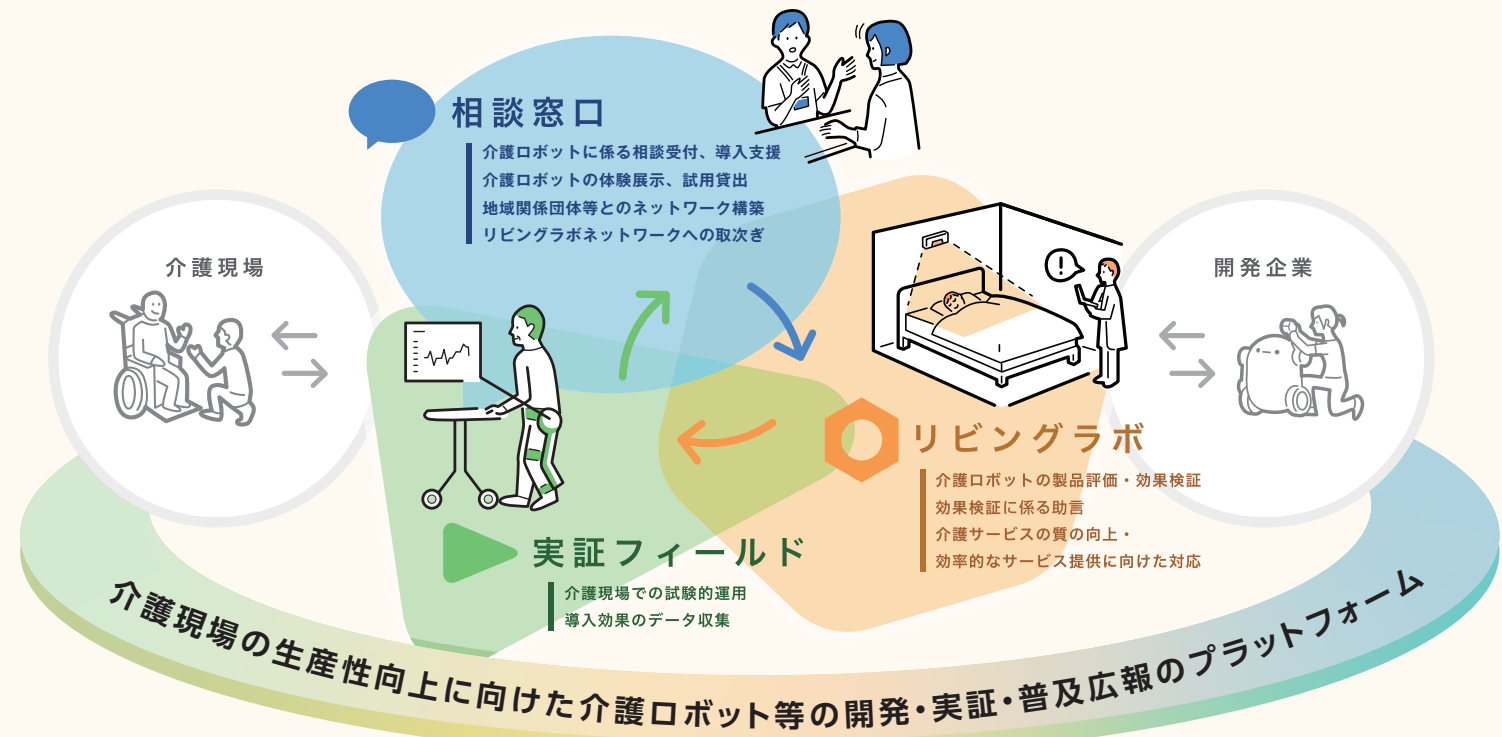 相談窓口
介護ロボットに係る相談受付、導入支援
介護ロボットの体験展示、試用貸出
地域関係団体等とのネットワーク構築
リビングラボネットワークへの取次ぎ
介護現場
開発企業
!
リビングラボ
介護ロボットの製品評価・効果検証
効果検証に係る助言
介護サービスの質の向上・
効率的なサービス提供に向けた対応
実証フィールド
介護現場での試験的運用
導入効果のデータ収集
介護現場の生産性向上に向けた介護ロボット等の開発・実証・普及広報のプラットフォーム